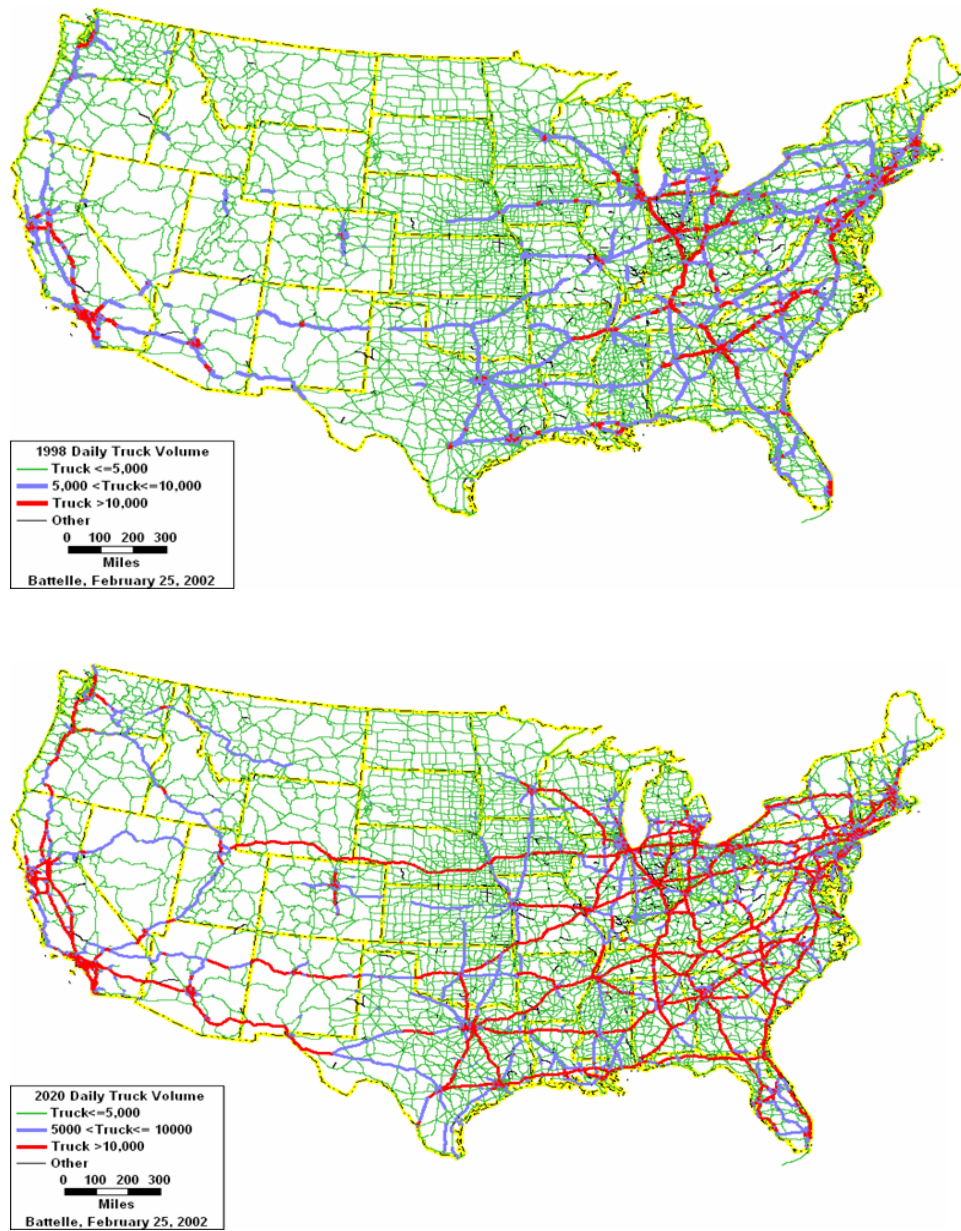 1998 Daily Truck Volume
Truck <=5,000
5,000 <Truck<=10,000
Truck >10,000
Other
0 100 200 300
Miles
Battelle, February 25, 2002
2020 Daily Truck Volume
Truck<=5,000
5000 <Truck<= 10000
Truck >10,000
Other
0 100 200 300
Miles
Battelle, February 25, 2002